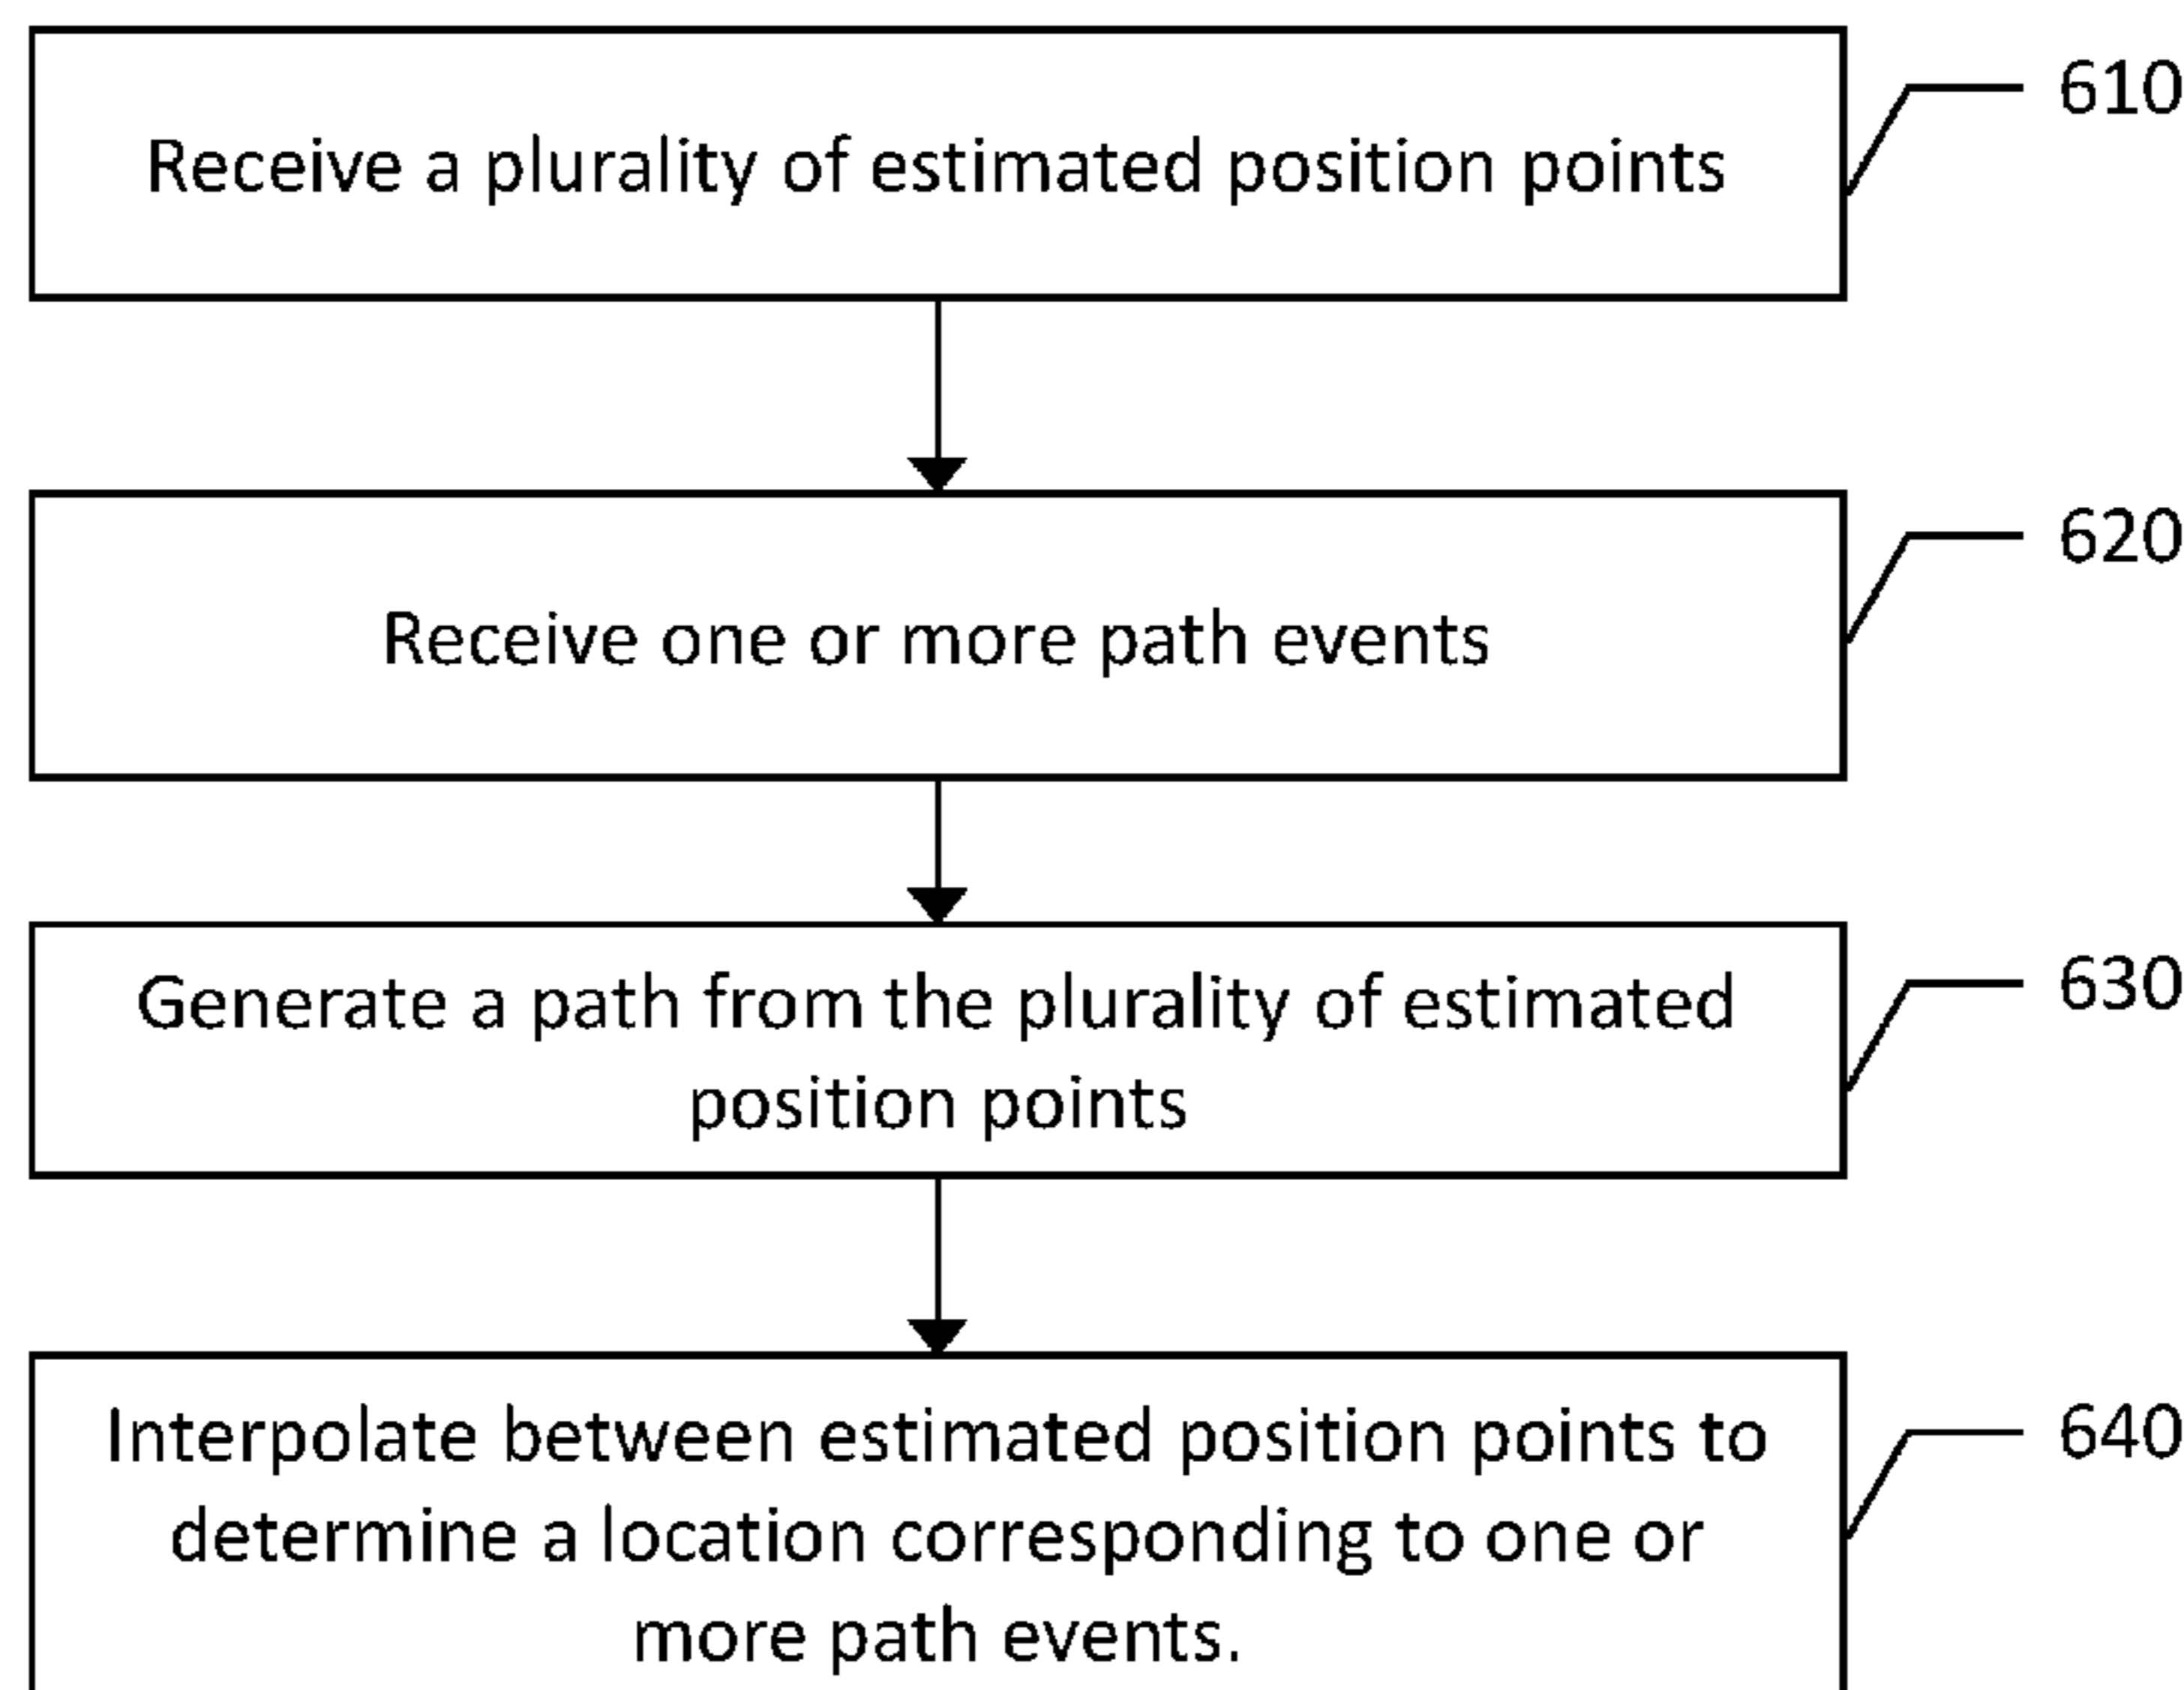 Receive a plurality of estimated position points
610
Receive one or more path events
620
Generate a path from the plurality of estimated
position points
630
Interpolate between estimated position points to
determine a location corresponding to one or
more path events.
640